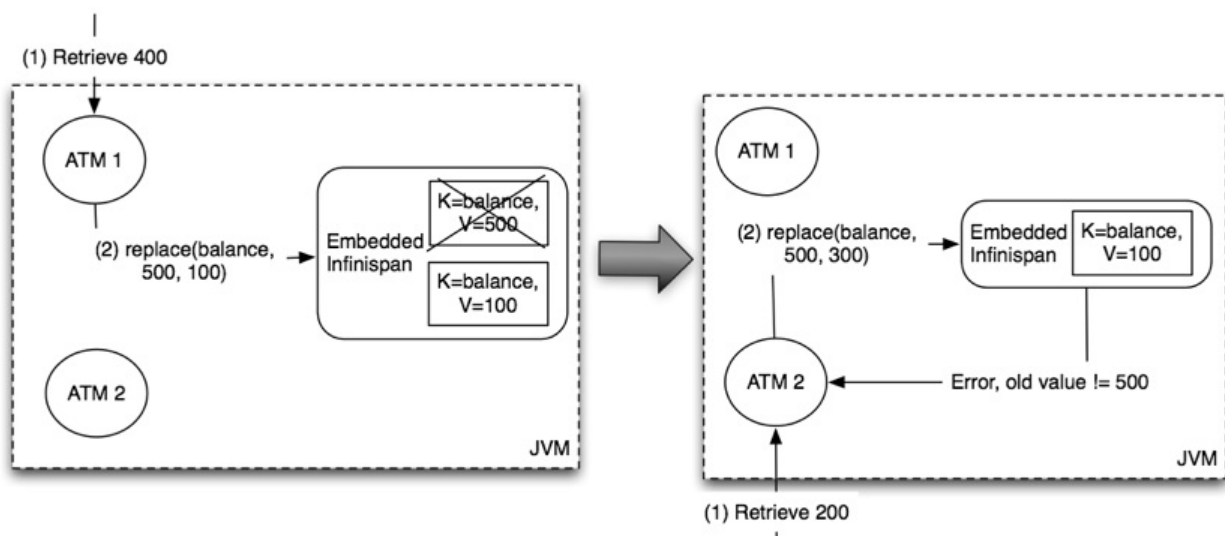 (1) Retrieve 400
ATM 1
(2) replace(balance,
500, 100)
Embedded
Infinispan
K=balance,
V=500
K=balance,
V=100
ATM 2
JVM
ATM 1
(2) replace(balance,
500, 300)
Embedded
Infinispan
K=balance,
V=100
ATM 2
Error, old value != 500
JVM
(1) Retrieve 200